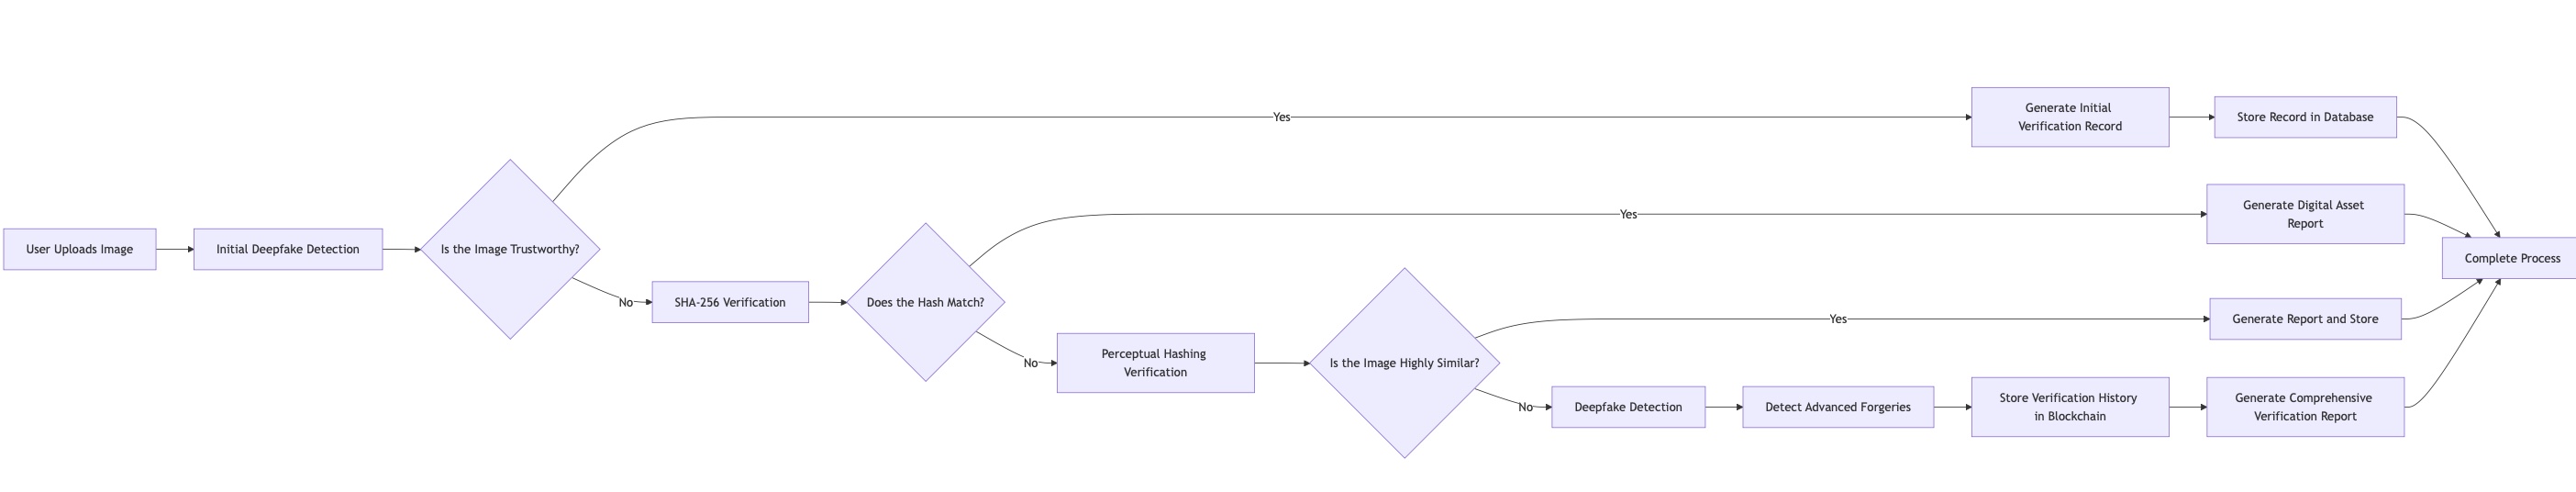 User Uploads Image
Initial Deepfake Detection
Is the Image Trustworthy?
Yes
Generate Initial
Verification Record
Store Record in Database
No
SHA-256 Verification
Does the Hash Match?
Yes
Generate Digital Asset
Report
No
Perceptual Hashing
Verification
Is the Image Highly Similar?
Yes
Generate Report and Store
No
Deepfake Detection
Detect Advanced Forgeries
Store Verification History
in Blockchain
Generate Comprehensive
Verification Report
Complete Process